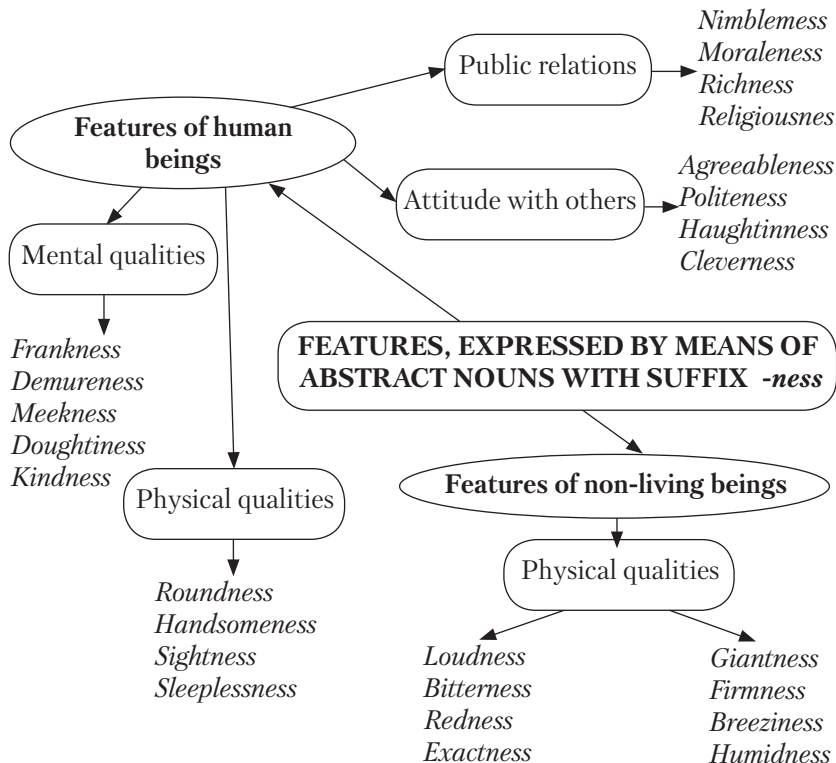 Nimblemess
Moraleness
Richness
Religiousnes
Public relations
Features of human
beings
Agreeableness
Politeness
Haughtinness
Cleverness
Attitude with others
Mental qualities
Frankness
Demureness
Meekness
Doughtiness
Kindness
FEATURES, EXPRESSED BY MEANS OF
ABSTRACT NOUNS WITH SUFFIX -ness
Physical qualities
Roundness
Handsomeness
Sightness
Sleeplessness
Features of non-living beings
Physical qualities
Loudness
Bitterness
Redness
Exactness
Giantness
Firmness
Breeziness
Humidness